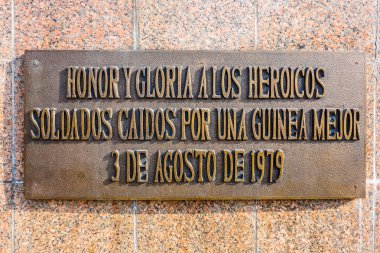 HONOR Y GLORIA A LOS HEROICOS
SOLDADOS CAIDOS POR UNA GUINEA MEJOR
3 DE AGOSTO DE 1979